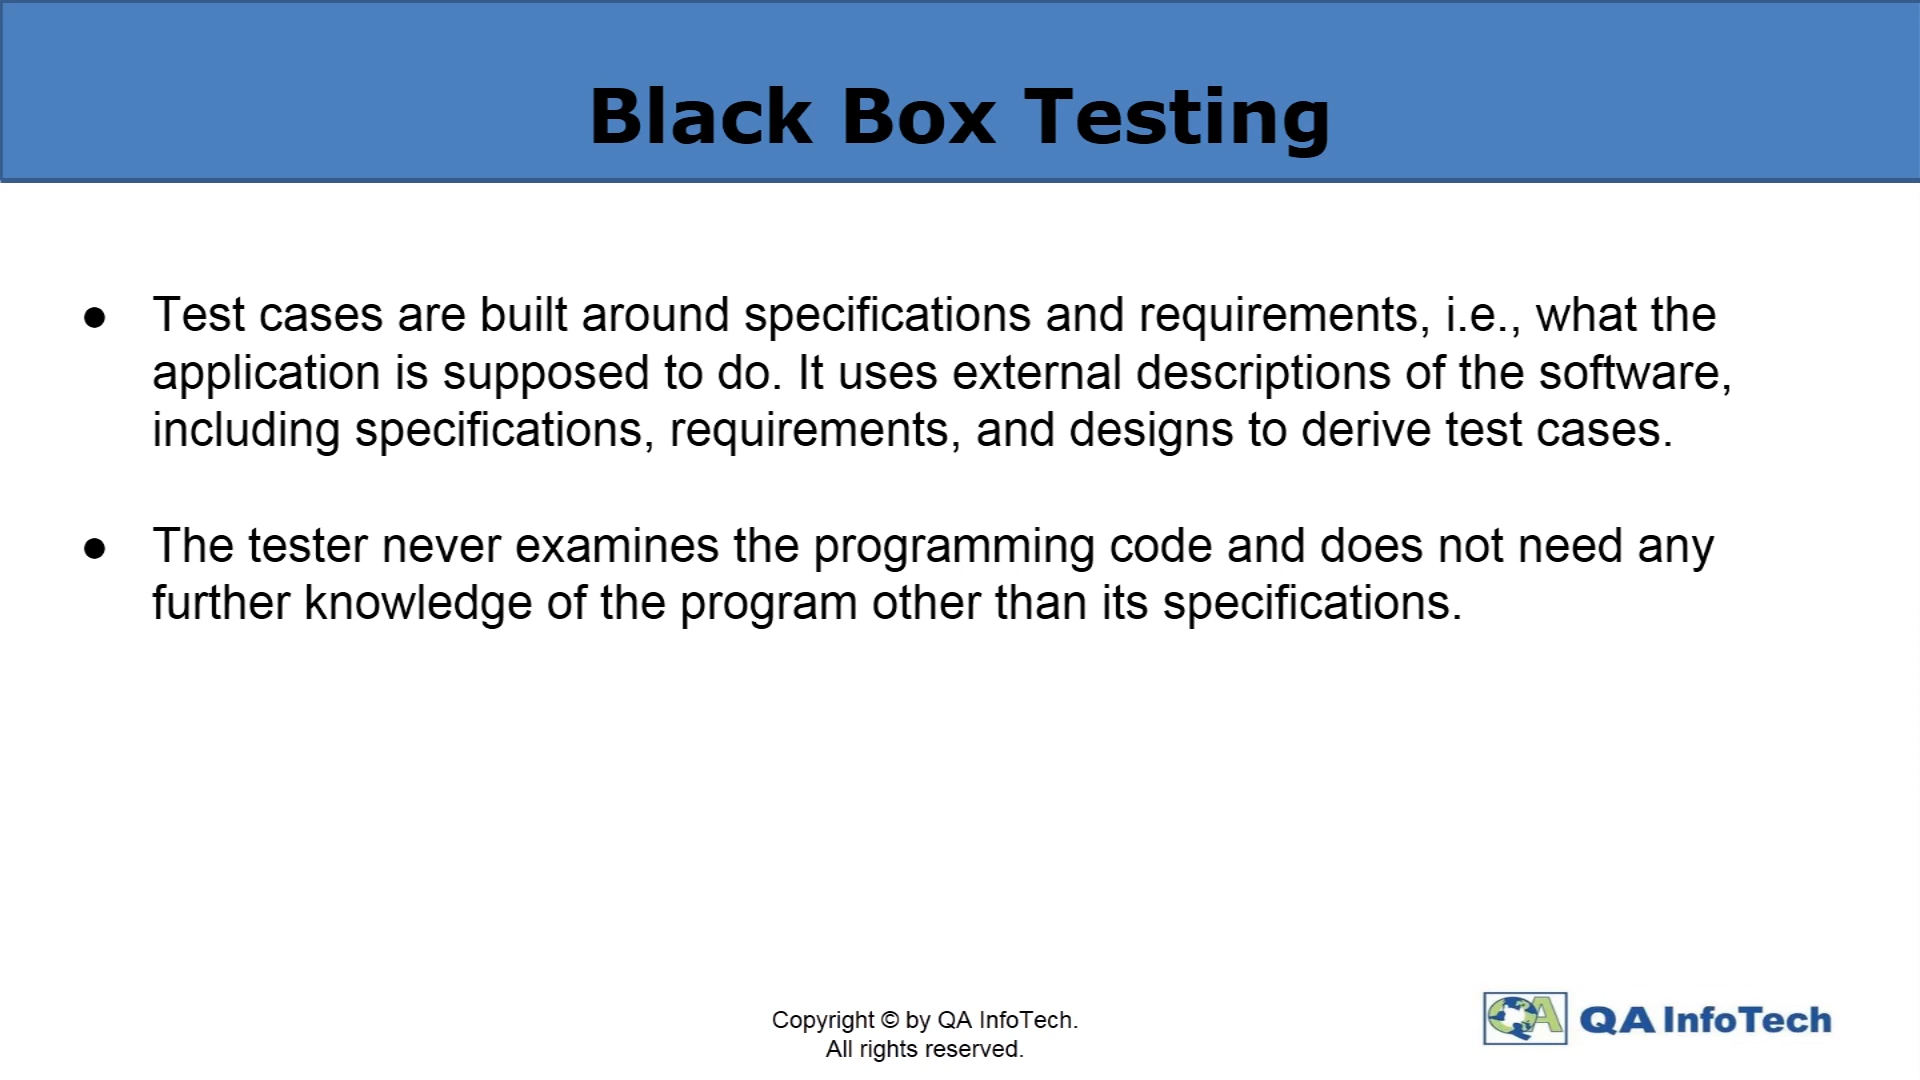 Black Box Testing
● Test cases are built around specifications and requirements, i.e., what the
application is supposed to do. It uses external descriptions of the software,
including specifications, requirements, and designs to derive test cases.
● The tester never examines the programming code and does not need any
further knowledge of the program other than its specifications.
Copyright © by QA InfoTech.
All rights reserved.
QA QA InfoTech